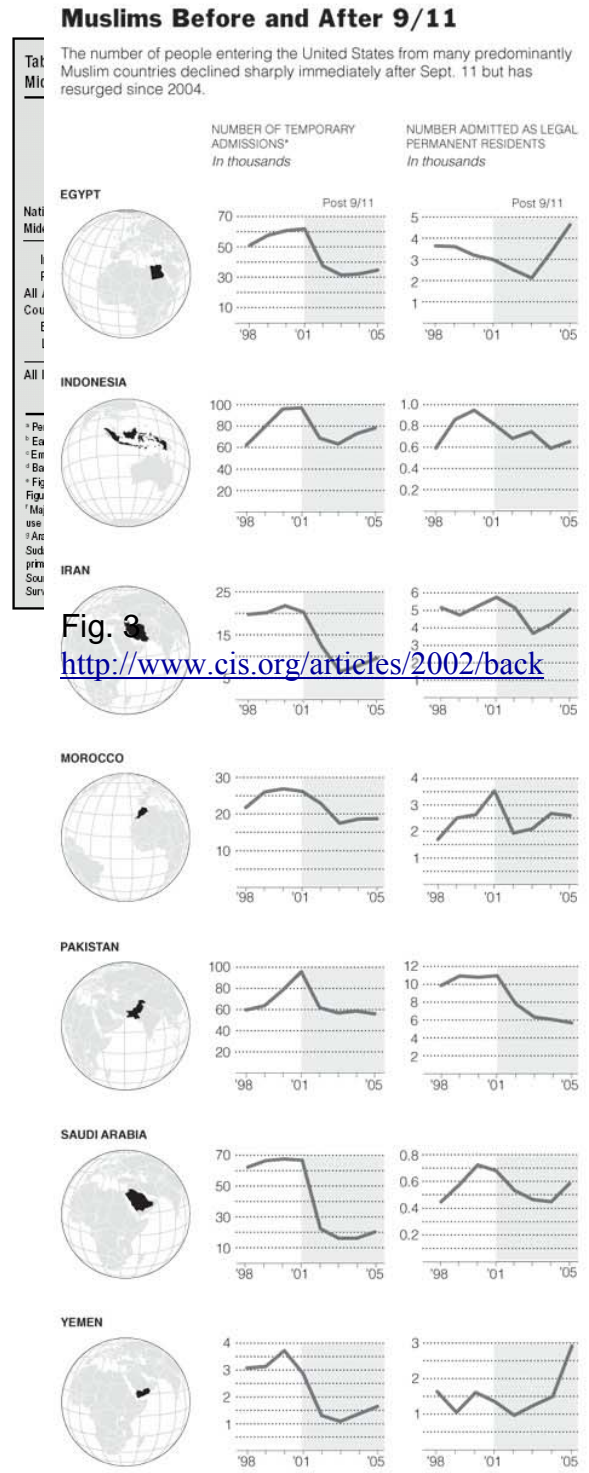 Muslims Before and After 9/11
The number of people entering the United States from many predominantly
Muslim countries declined sharply immediately after Sept. 11 but has
resurged since 2004.
NUMBER OF TEMPORARY
ADMISSIONS*
In thousands
NUMBER ADMITTED AS LEGAL
PERMANENT RESIDENTS
In thousands
EGYPT
Post 9/11
70
50
30
10
'98 '01 '05
Post 9/11
5
4
3
2
1
'98 '01 '05
INDONESIA
100
80
60
40
20
'98 '01 '05
1.0
0.8
0.6
0.4
0.2
'98 '01 '05
IRAN
25
15
5
'98 '01 '05
6
5
4
3
2
1
'98 '01 '05
Fig. 3
http://www.cis.org/articles/2002/back
MOROCCO
30
20
10
'98 '01 '05
4
3
2
1
'98 '01 '05
PAKISTAN
100
80
60
40
20
'98 '01 '05
12
10
8
6
4
2
'98 '01 '05
SAUDI ARABIA
70
50
30
10
'98 '01 '05
0.8
0.6
0.4
0.2
'98 '01 '05
YEMEN
4
3
2
1
'98 '01 '05
3
2
1
'98 '01 '05